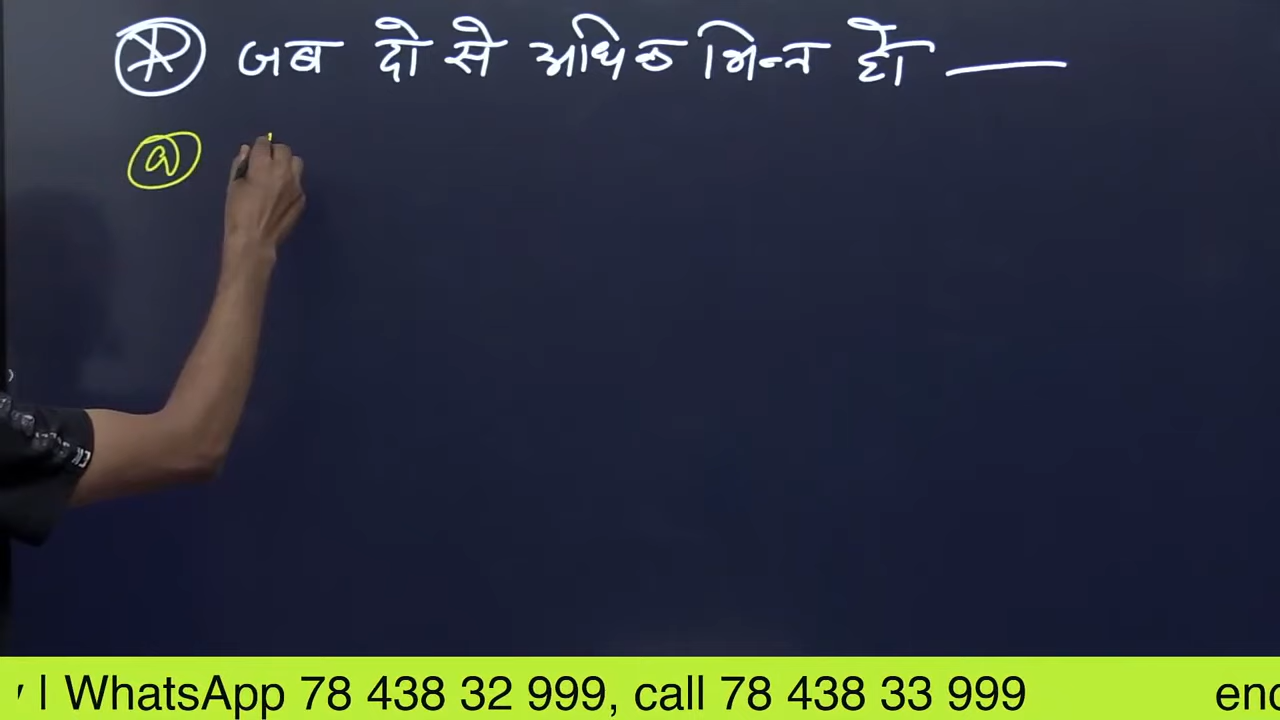 जब दो से अधिक भिन्न हों —
a
| WhatsApp 78 438 32 999, call 78 438 33 999